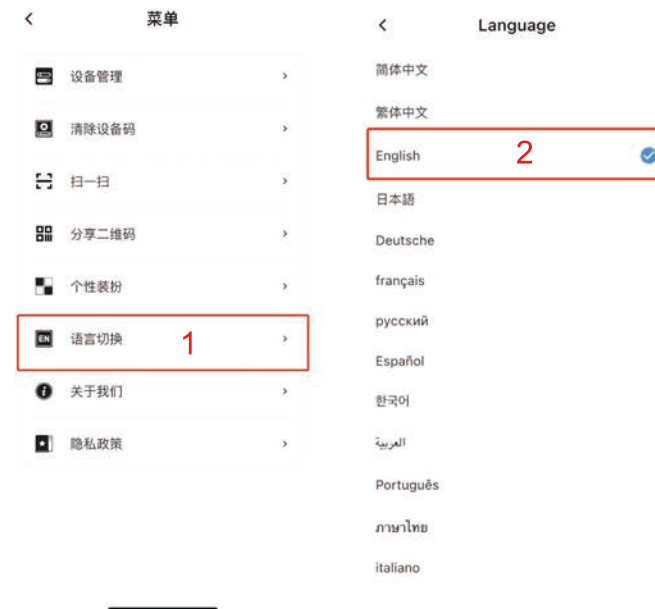 菜单
设备管理
清除设备码
扫一扫
分享二维码
个性装扮
EN 语言切换
1
关于我们
隐私政策
Language
简体中文
繁体中文
English
2
日本語
Deutsche
français
русский
Español
한국어
العربية
Português
ภาษาไทย
italiano